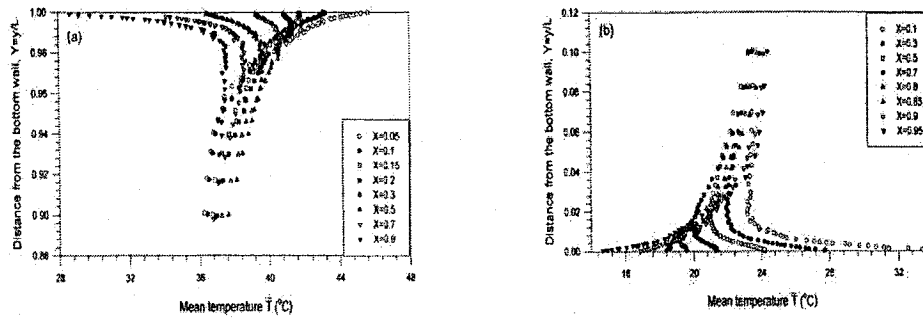 (a)
Distance from the bottom wall, Y=y/L
1.00
0.98
0.96
0.94
0.92
0.90
0.88
28
32
36
40
44
48
Mean temperature T̄ (°C)
X=0.05
X=0.1
X=0.15
X=0.2
X=0.3
X=0.5
X=0.7
X=0.9
(b)
Distance from the bottom wall, Y=y/L
0.12
0.10
0.08
0.06
0.04
0.02
0.00
16
20
24
28
32
Mean temperature T̄ (°C)
X=0.1
X=0.3
X=0.5
X=0.7
X=0.8
X=0.85
X=0.9
X=0.95